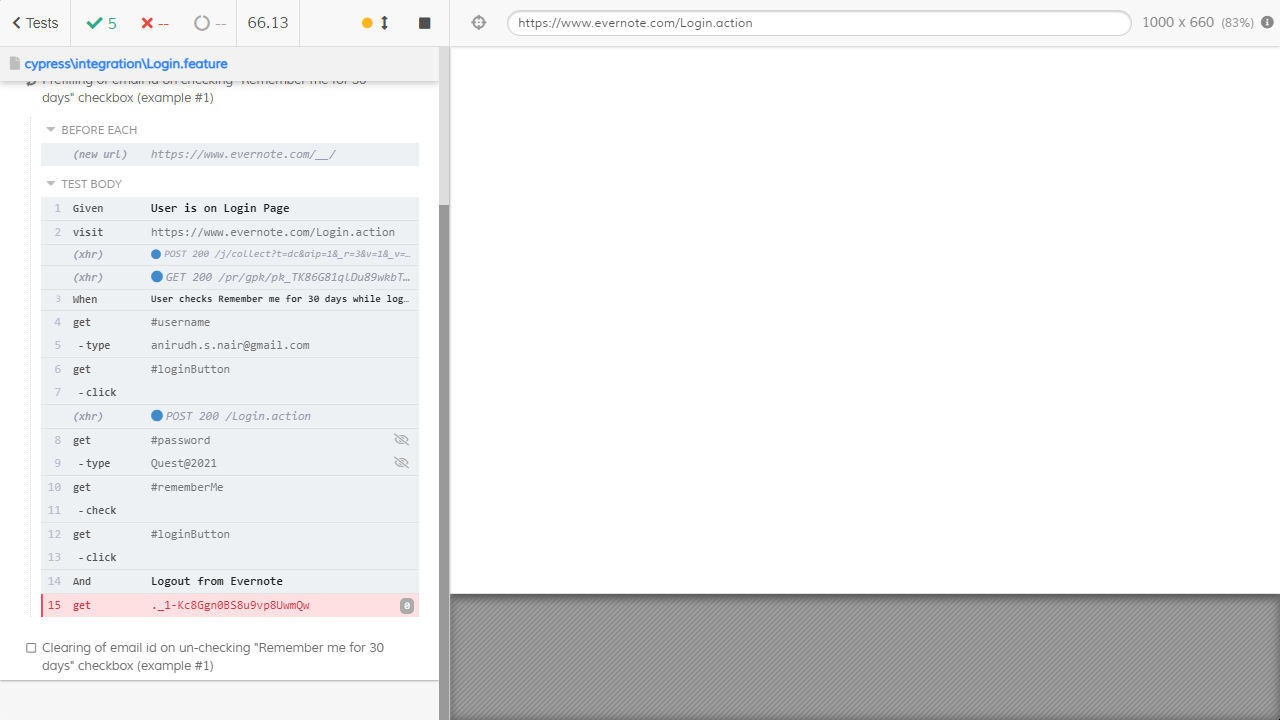 Tests 5 -- -- 66.13
https://www.evernote.com/Login.action 1000 x 660 (83%)
cypress\integration\Login.feature
Prefilling of email id on checking "Remember me for 30
days" checkbox (example #1)
BEFORE EACH
(new url) https://www.evernote.com/__/
TEST BODY
1 Given User is on Login Page
2 visit https://www.evernote.com/Login.action
(xhr) POST 200 /j/collect?t=dc&aip=1&_r=3&v=1&_v=…
(xhr) GET 200 /pr/gpk/pk_TK86G81qlDu89wkbT…
3 When User checks Remember me for 30 days while log…
4 get #username
5 -type anirudh.s.nair@gmail.com
6 get #loginButton
7 -click
(xhr) POST 200 /Login.action
8 get #password
9 -type Quest@2021
10 get #rememberMe
11 -check
12 get #loginButton
13 -click
14 And Logout from Evernote
15 get ._1-Kc8Ggn0BS8u9vp8UwmQw 0
Clearing of email id on un-checking "Remember me for 30
days" checkbox (example #1)